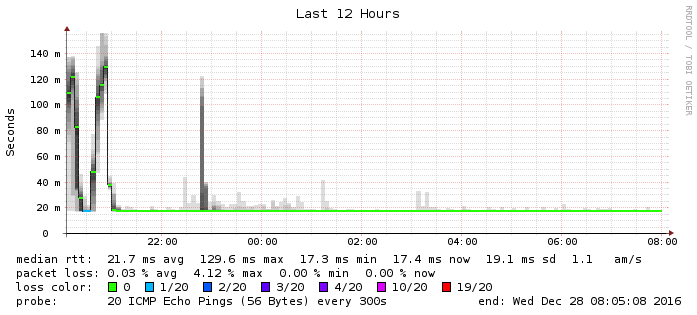 Last 12 Hours
RRDTOOL / TOBI OETIKER
Seconds
140 m
120 m
100 m
80 m
60 m
40 m
20 m
0
22:00 00:00 02:00 04:00 06:00 08:00
median rtt: 21.7 ms avg 129.6 ms max 17.3 ms min 17.4 ms now 19.1 ms sd 1.1 am/s
packet loss: 0.03 % avg 4.12 % max 0.00 % min 0.00 % now
loss color: 0 1/20 2/20 3/20 4/20 10/20 19/20
probe: 20 ICMP Echo Pings (56 Bytes) every 300s end: Wed Dec 28 08:05:08 2016